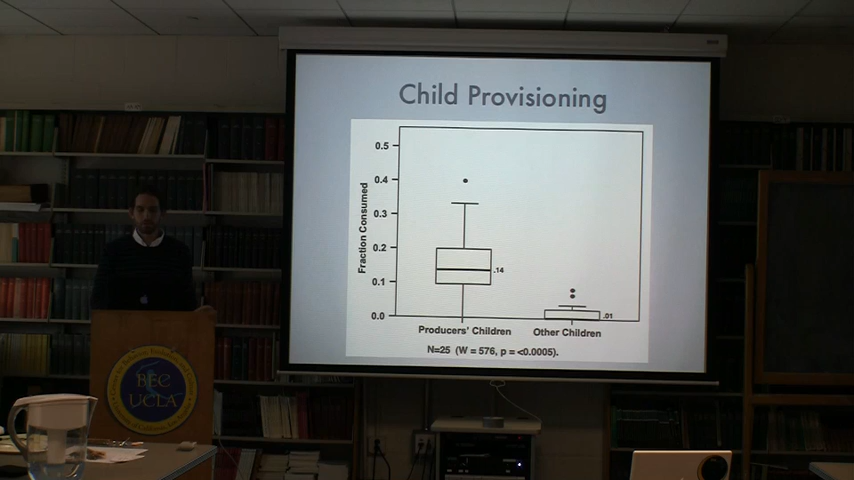 Child Provisioning
Fraction Consumed
0.5
0.4
0.3
0.2
0.1
0.0
.14
.01
Producers' Children
Other Children
N=25 (W = 576, p = <0.0005).
BEC
UCLA